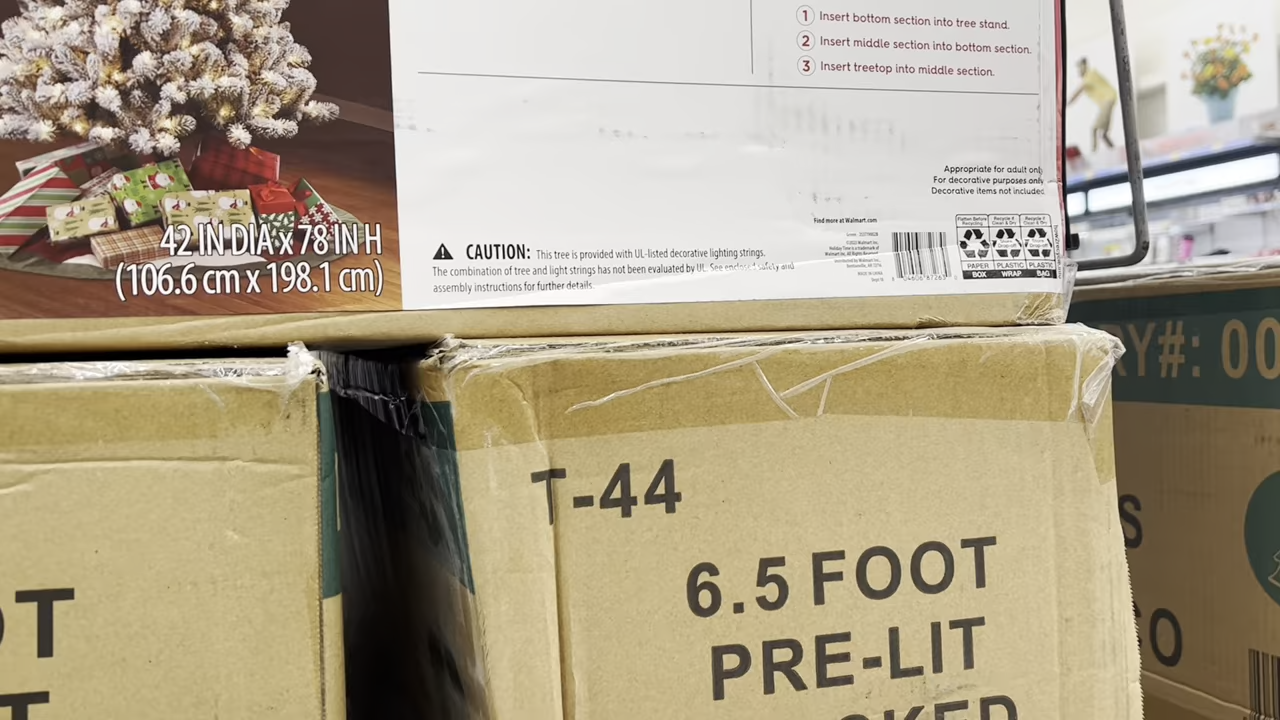 1 Insert bottom section into tree stand.
2 Insert middle section into bottom section.
3 Insert treetop into middle section.
Appropriate for adult only
For decorative purposes only
Decorative items not included
Find more at Walmart.com
42 IN DIA x 78 IN H
(106.6 cm x 198.1 cm)
CAUTION: This tree is provided with UL-listed decorative lighting strings.
The combination of tree and light strings has not been evaluated by UL. See enclosed safety and
assembly instructions for further details.
PAPER PLASTIC PLASTIC
BOX WRAP BAG
RY#: 00
T-44
6.5 FOOT
PRE-LIT
OT
T
S
CO